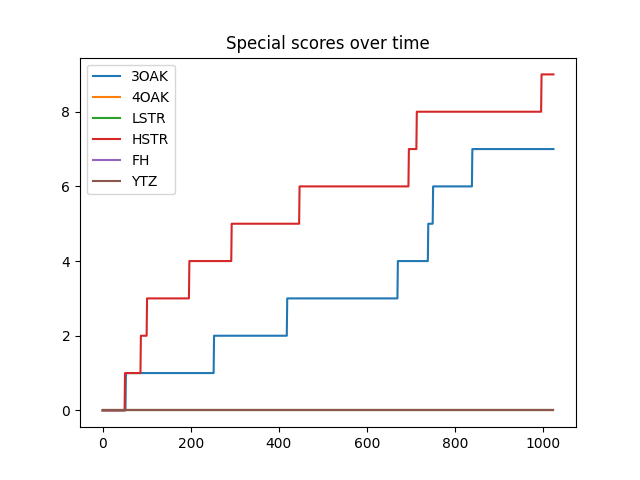 Special scores over time
3OAK
4OAK
LSTR
HSTR
FH
YTZ
8
6
4
2
0
0 200 400 600 800 1000